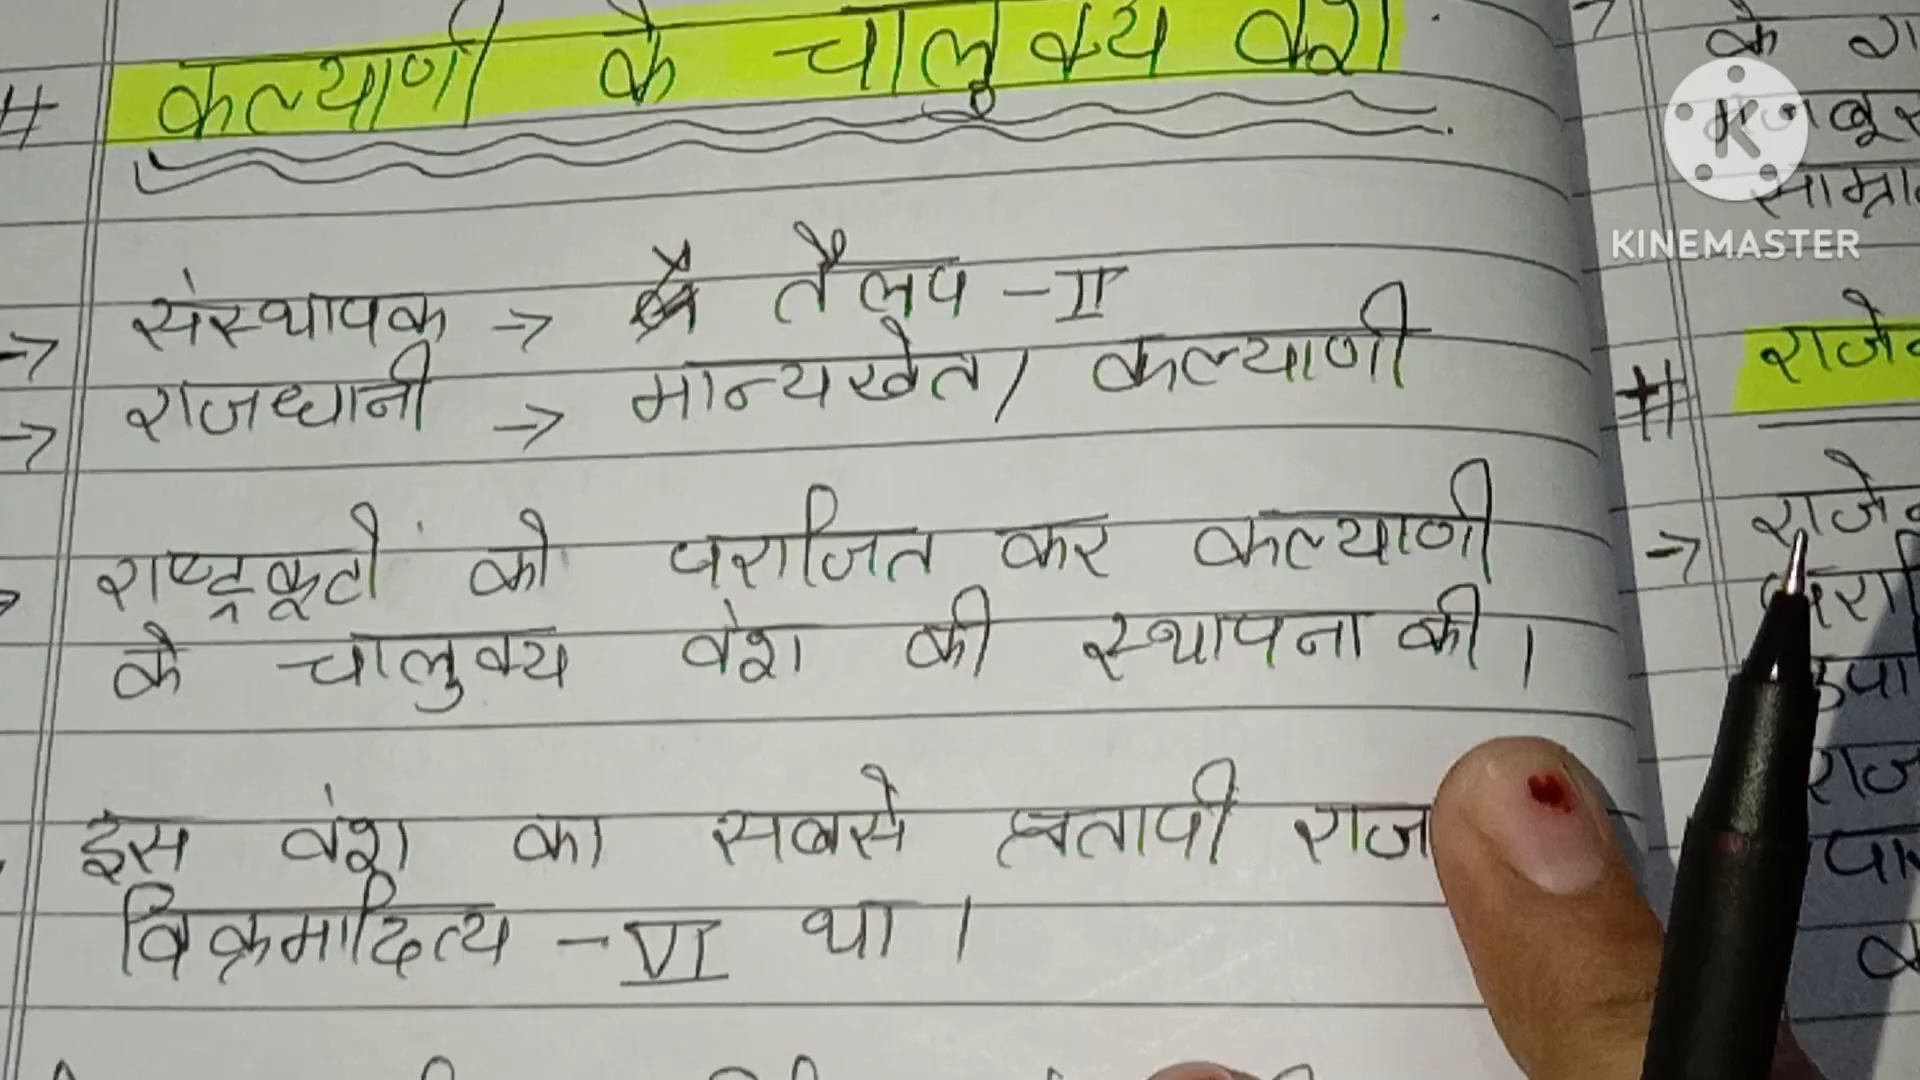 # कल्याणी के चालुक्य वंश
→ संस्थापक → तैलप - II
→ राजधानी → मान्यखेत / कल्याणी
→ राष्ट्रकूटों को पराजित कर कल्याणी
के चालुक्य वंश की स्थापना की।
इस वंश का सबसे प्रतापी राज
विक्रमादित्य - VI था।
के
KINEMASTER
#
→